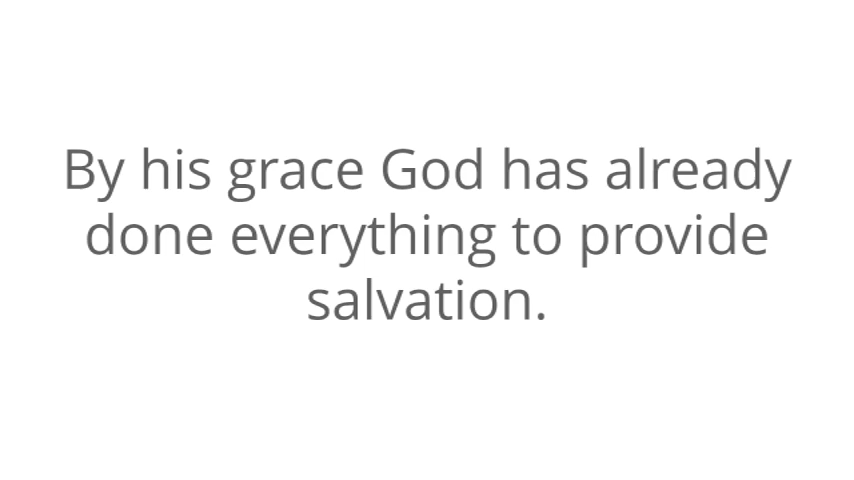 By his grace God has already
done everything to provide
salvation.